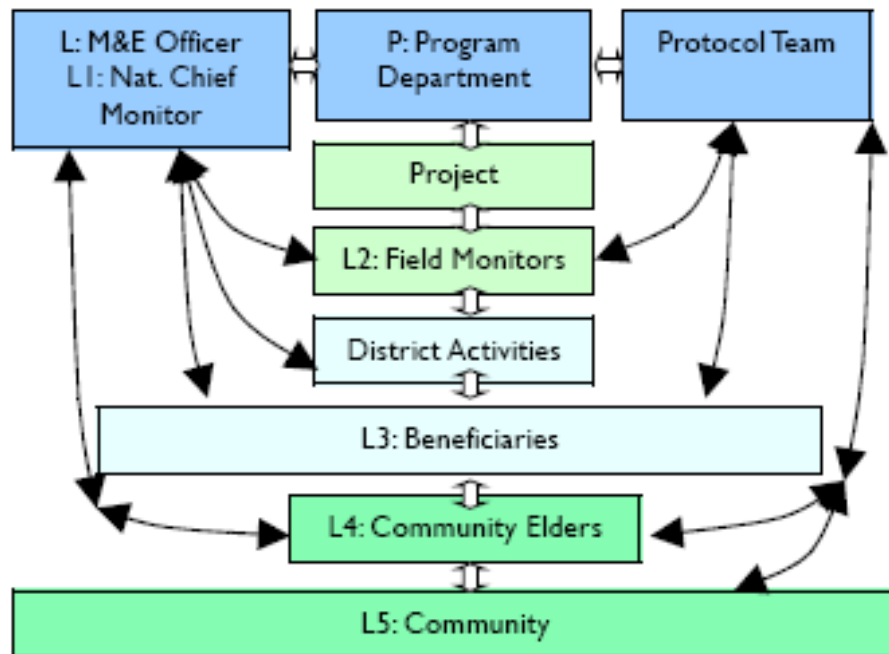 L: M&E Officer
L1: Nat. Chief
Monitor
P: Program
Department
Protocol Team
Project
L2: Field Monitors
District Activities
L3: Beneficiaries
L4: Community Elders
L5: Community